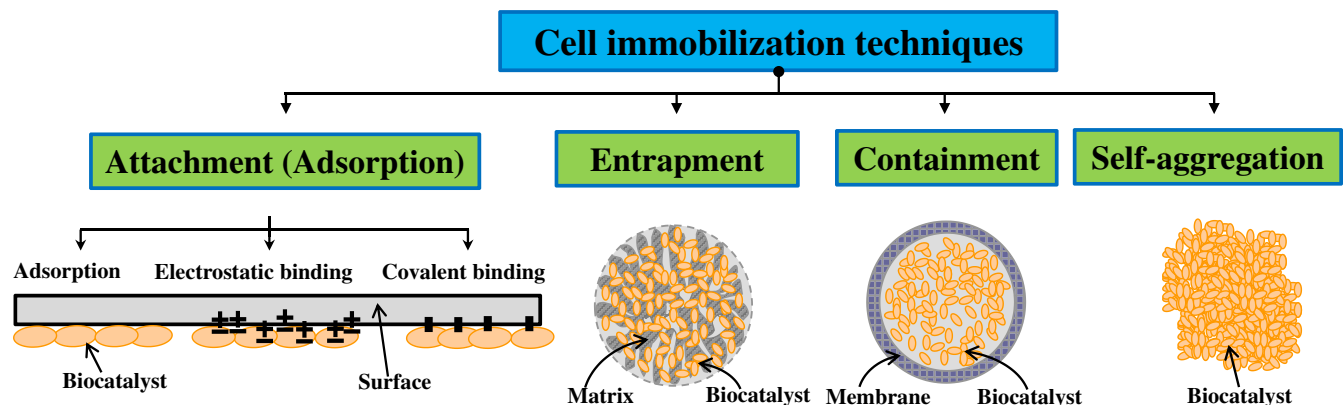 Cell immobilization techniques
Attachment (Adsorption)
Entrapment
Containment
Self-aggregation
Adsorption
Electrostatic binding
Covalent binding
Biocatalyst
Surface
Matrix
Biocatalyst
Membrane
Biocatalyst
Biocatalyst